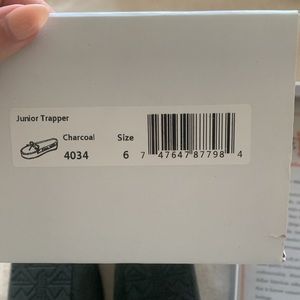 Junior Trapper
Charcoal Size
4034 6 7 47647 87798 4